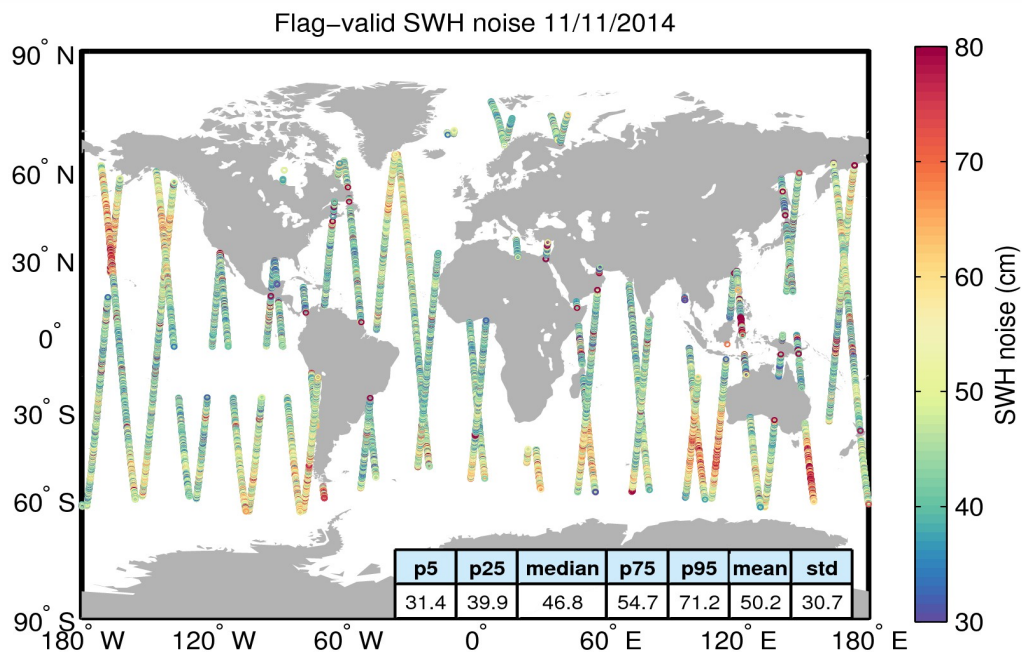 Flag−valid SWH noise 11/11/2014
90° N
60° N
30° N
0°
30° S
60° S
90° S
180° W
120° W
60° W
0°
60° E
120° E
180° E
80
70
60
50
40
30
SWH noise (cm)
p5 p25 median p75 p95 mean std
31.4 39.9 46.8 54.7 71.2 50.2 30.7